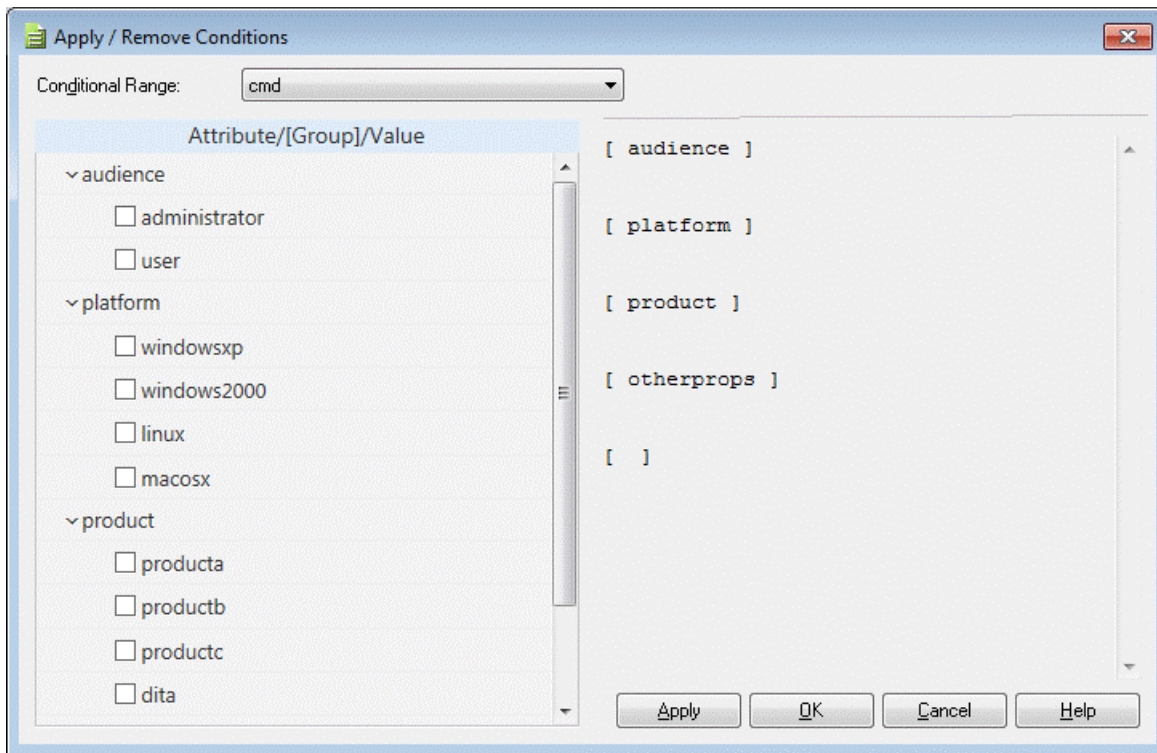 Apply / Remove Conditions
Conditional Range: cmd
Attribute/[Group]/Value
audience
administrator
user
platform
windowsxp
windows2000
linux
macosx
product
producta
productb
productc
dita
[ audience ]
[ platform ]
[ product ]
[ otherprops ]
[  ]
Apply OK Cancel Help